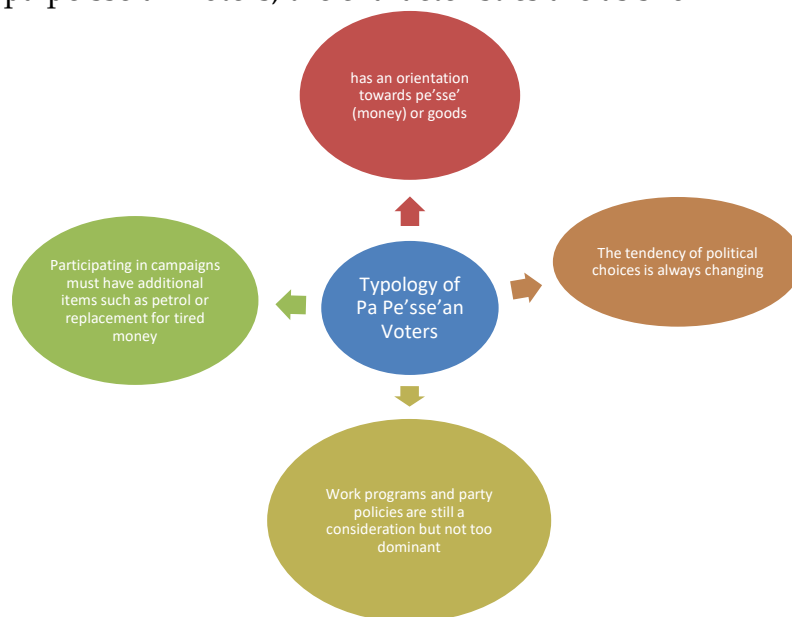 has an orientation
towards pe'sse'
(money) or goods
Participating in campaigns
must have additional
items such as petrol or
replacement for tired
money
Typology of
Pa Pe'sse'an
Voters
The tendency of political
choices is always changing
Work programs and party
policies are still a
consideration but not too
dominant